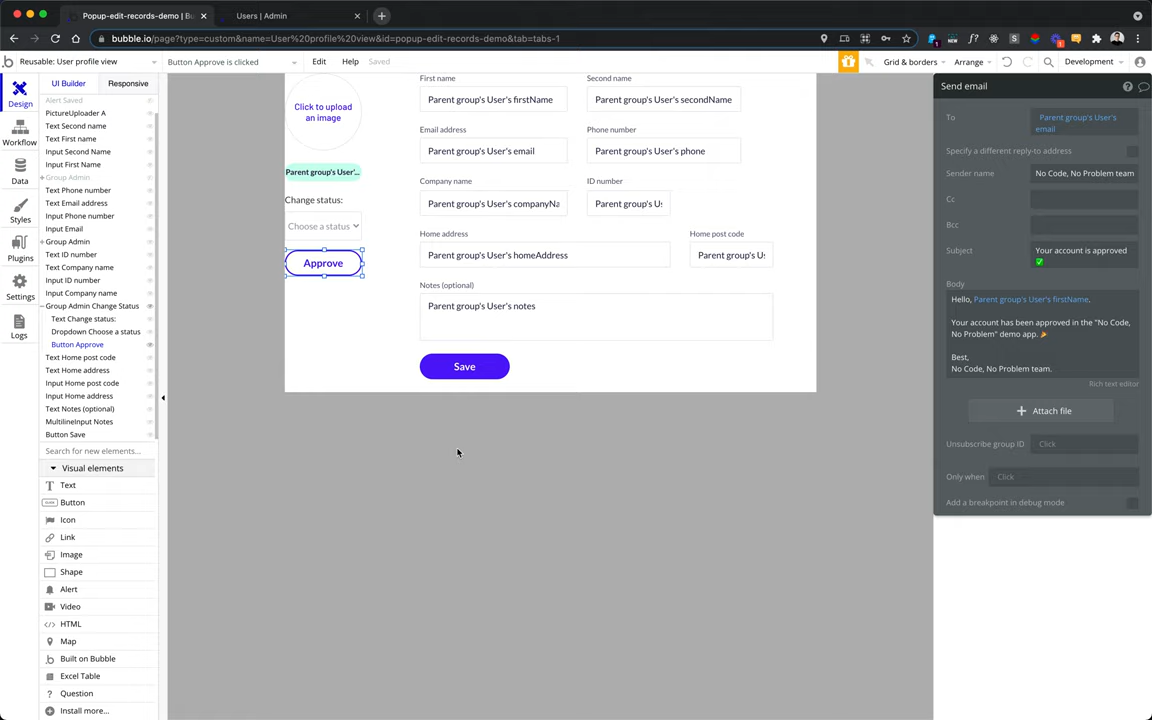 Popup-edit-records-demo | Bu
Users | Admin
bubble.io/page?type=custom&name=User%20profile%20view&id=popup-edit-records-demo&tab=tabs-1
Reusable: User profile view
Button Approve is clicked
Edit
Help
Saved
Grid & borders
Arrange
Development
Design
Workflow
Data
Styles
Plugins
Settings
Logs
UI Builder
Responsive
Alert Saved
PictureUploader A
Text Second name
Text First name
Input Second Name
Input First Name
Group Admin
Text Phone number
Text Email address
Input Phone number
Input Email
Group Admin
Text ID number
Text Company name
Input ID number
Input Company name
Group Admin Change Status
Text Change status:
Dropdown Choose a status
Button Approve
Text Home post code
Text Home address
Input Home post code
Input Home address
Text Notes (optional)
MultilineInput Notes
Button Save
Search for new elements...
Visual elements
Text
Button
CLICK
Icon
Link
Image
Shape
Alert
Video
HTML
Map
Built on Bubble
Excel Table
Question
Install more...
Click to upload
an image
Parent group's User'...
Change status:
Choose a status
Approve
First name
Parent group's User's firstName
Second name
Parent group's User's secondName
Email address
Parent group's User's email
Phone number
Parent group's User's phone
Company name
Parent group's User's companyNa
ID number
Parent group's U
Home address
Parent group's User's homeAddress
Home post code
Parent group's U
Notes (optional)
Parent group's User's notes
Save
Send email
To
Parent group's User's
email
Specify a different reply-to address
Sender name
No Code, No Problem team
Cc
Bcc
Subject
Your account is approved
✅
Body
Hello, Parent group's User's firstName,
Your account has been approved in the "No Code,
No Problem" demo app. 🎉
Best,
No Code, No Problem team.
Rich text editor
Attach file
Unsubscribe group ID
Click
Only when
Click
Add a breakpoint in debug mode